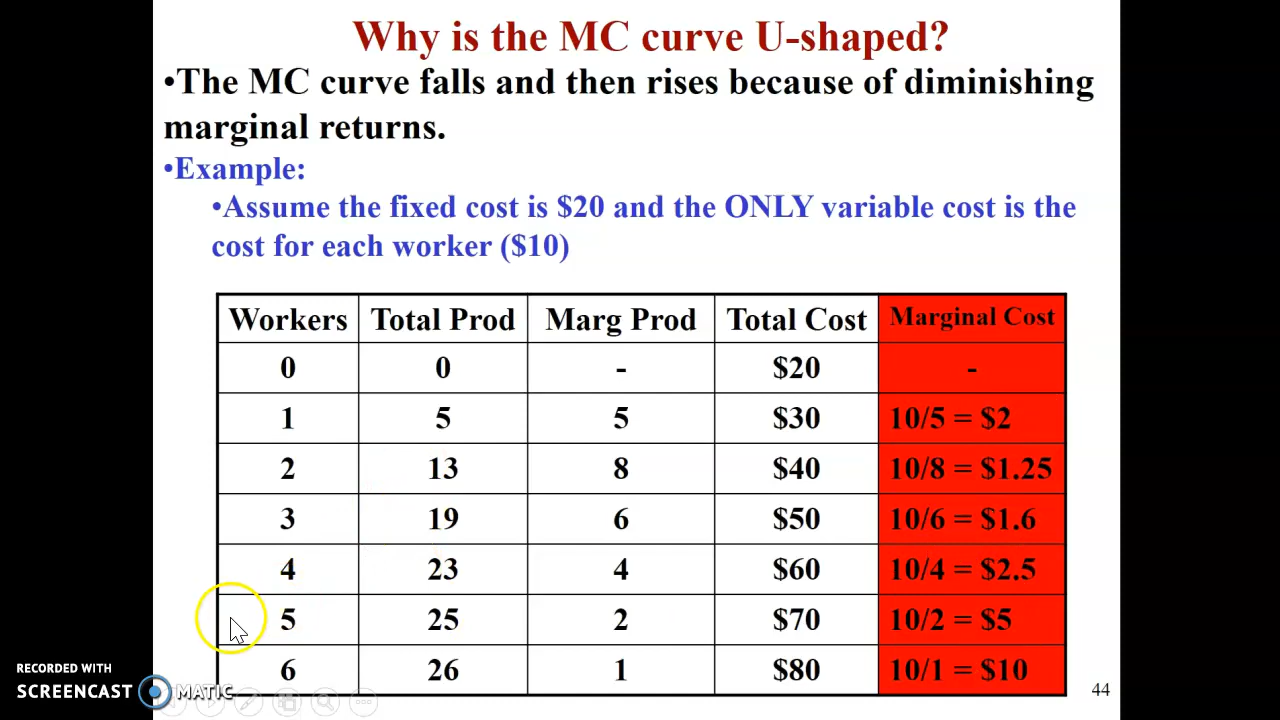 Why is the MC curve U-shaped?
•The MC curve falls and then rises because of diminishing
marginal returns.
•Example:
•Assume the fixed cost is $20 and the ONLY variable cost is the
cost for each worker ($10)
Workers Total Prod Marg Prod Total Cost Marginal Cost
0 0 - $20 -
1 5 5 $30 10/5 = $2
2 13 8 $40 10/8 = $1.25
3 19 6 $50 10/6 = $1.6
4 23 4 $60 10/4 = $2.5
5 25 2 $70 10/2 = $5
6 26 1 $80 10/1 = $10
44
RECORDED WITH
SCREENCAST MATIC